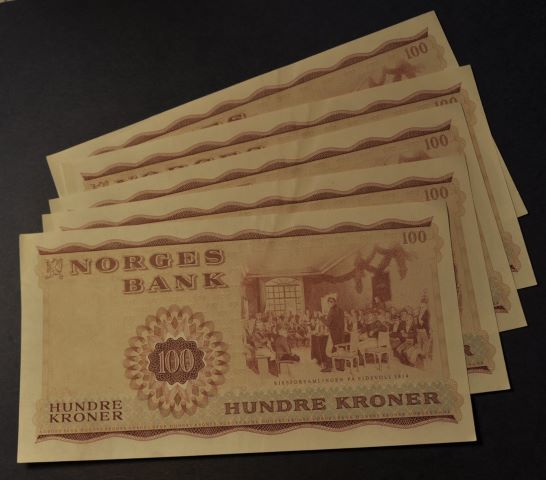 100
100
100
100
100
NORGES
BANK
100
RIKSFORSAMLINGEN PÅ EIDSVOLL 1814
HUNDRE
KRONER
HUNDRE KRONER